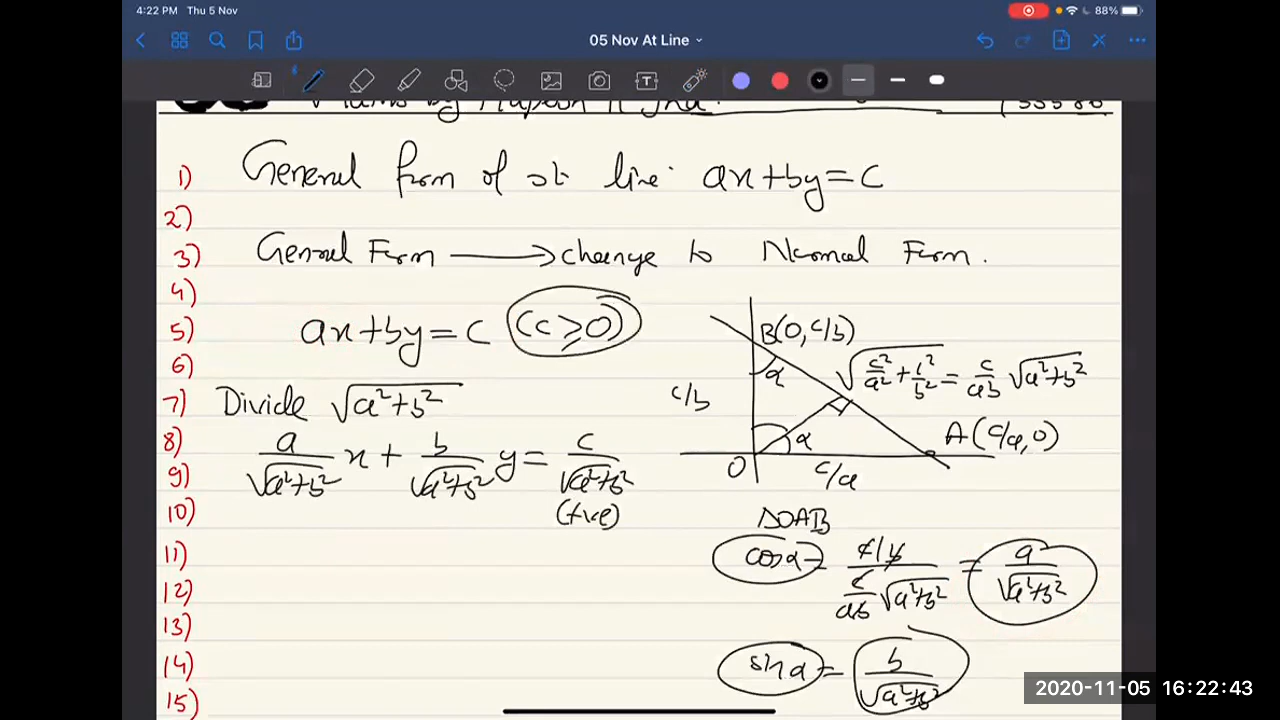 4:22 PM Thu 5 Nov
88%
05 Nov At Line
1) General form of st. line: ax+by=c
2)
3) General Form ⟶ change to Normal Form.
4)
5) ax+by=c (c≥0)
B(0, c/b)
6) α √(c²/a²+c²/b²) = c/ab √(a²+b²)
7) Divide √(a²+b²)
c/b
8) a/√(a²+b²) x + b/√(a²+b²) y = c/√(a²+b²)
α
A(c/a, 0)
9)
O
c/a
10) (+ve)
ΔOAB
11) cosα = c/b / (c/ab √(a²+b²)) = a/√(a²+b²)
12)
13)
14) sinα = b/√(a²+b²)
15)
2020-11-05 16:22:43